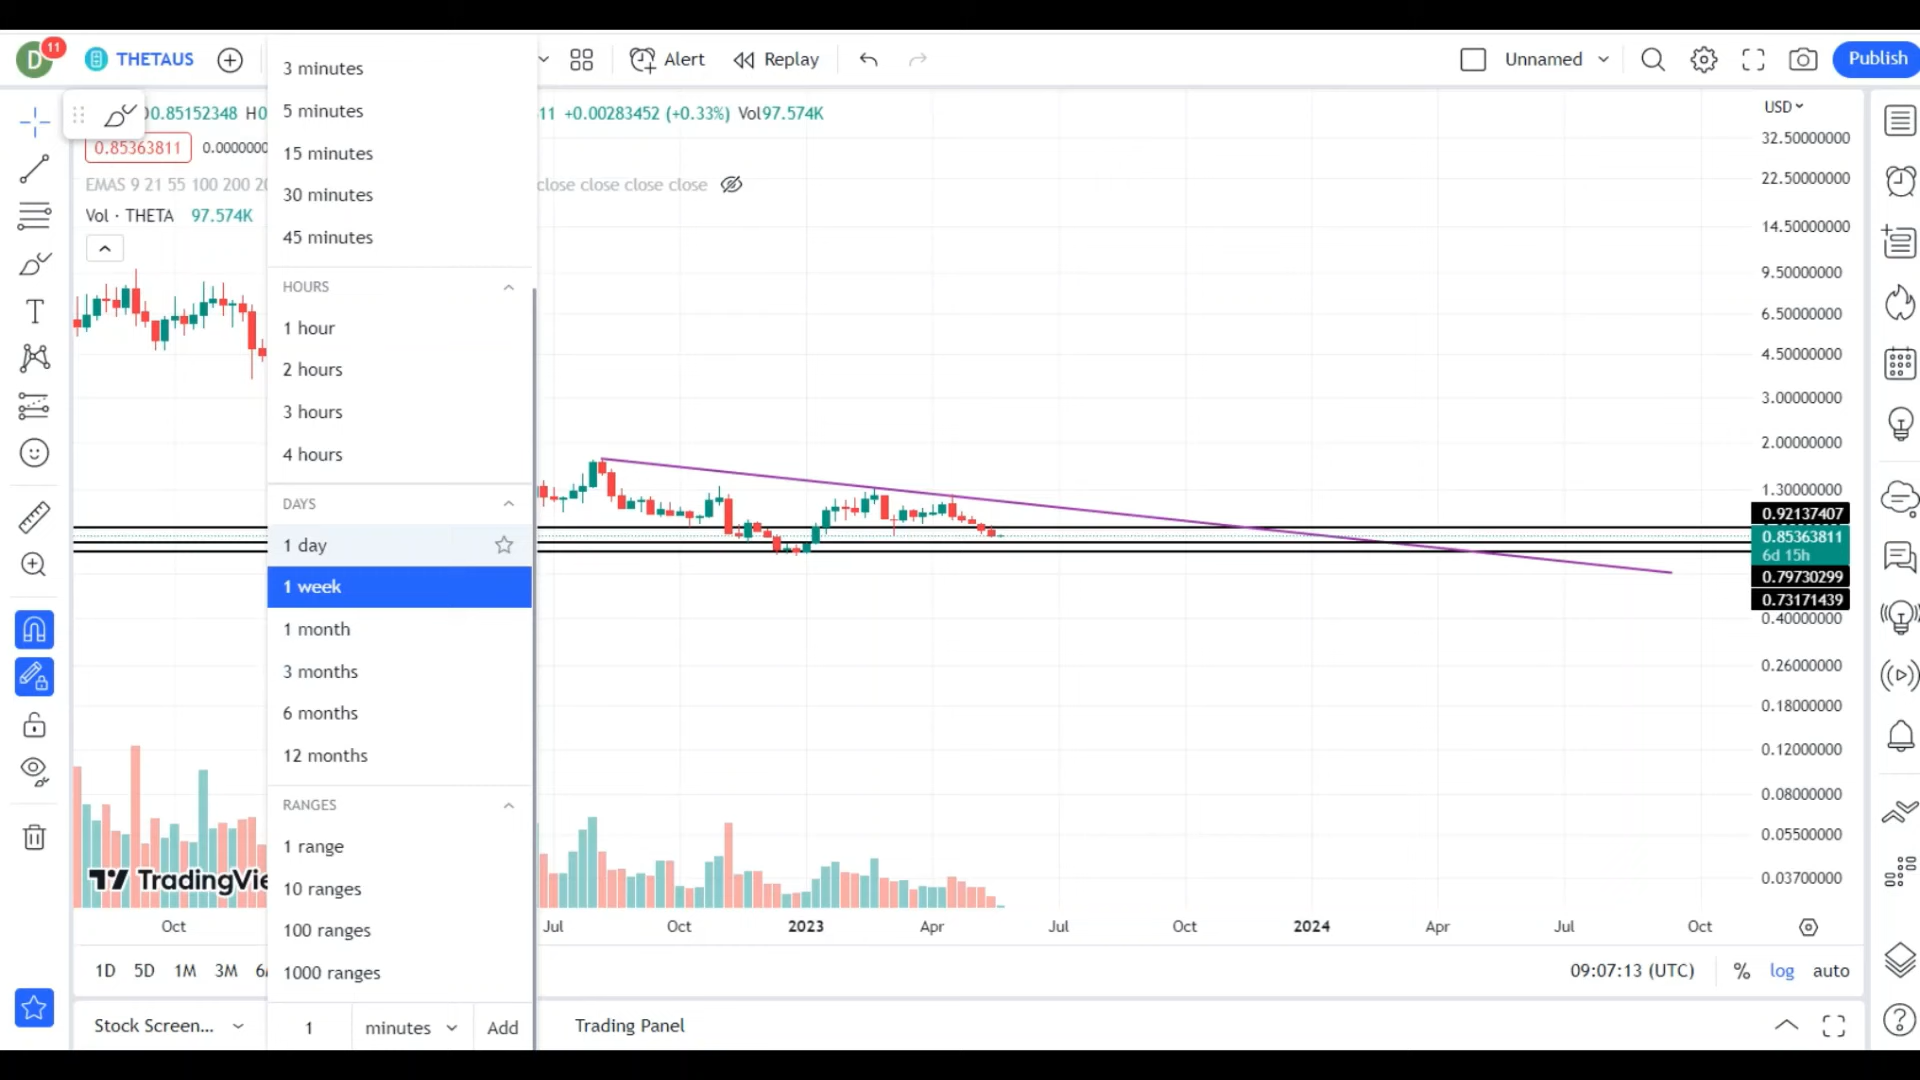 D
11
THETAUS
Alert
Replay
Unnamed
Publish
0.85152348 H0
11 +0.00283452 (+0.33%) Vol97.574K
0.85363811
0.0000000
EMAS 9 21 55 100 200 20
close close close close
Vol · THETA 97.574K
3 minutes
5 minutes
15 minutes
30 minutes
45 minutes
HOURS
1 hour
2 hours
3 hours
4 hours
DAYS
1 day
1 week
1 month
3 months
6 months
12 months
RANGES
1 range
10 ranges
100 ranges
1000 ranges
1 minutes Add
USD
32.50000000
22.50000000
14.50000000
9.50000000
6.50000000
4.50000000
3.00000000
2.00000000
1.30000000
0.92137407
0.85363811
6d 15h
0.79730299
0.73171439
0.40000000
0.26000000
0.18000000
0.12000000
0.08000000
0.05500000
0.03700000
TradingVie
Oct Jul Oct 2023 Apr Jul Oct 2024 Apr Jul Oct
1D 5D 1M 3M 6
09:07:13 (UTC) % log auto
Stock Screen...
Trading Panel